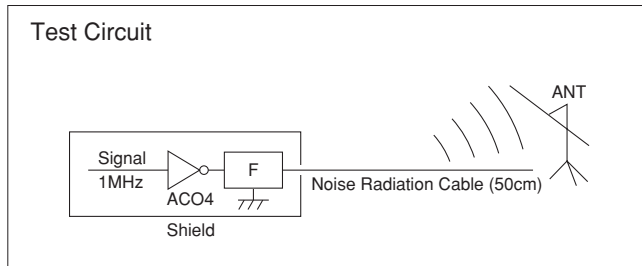 Test Circuit
ANT
Signal
1MHz
F
ACO4
Noise Radiation Cable (50cm)
Shield